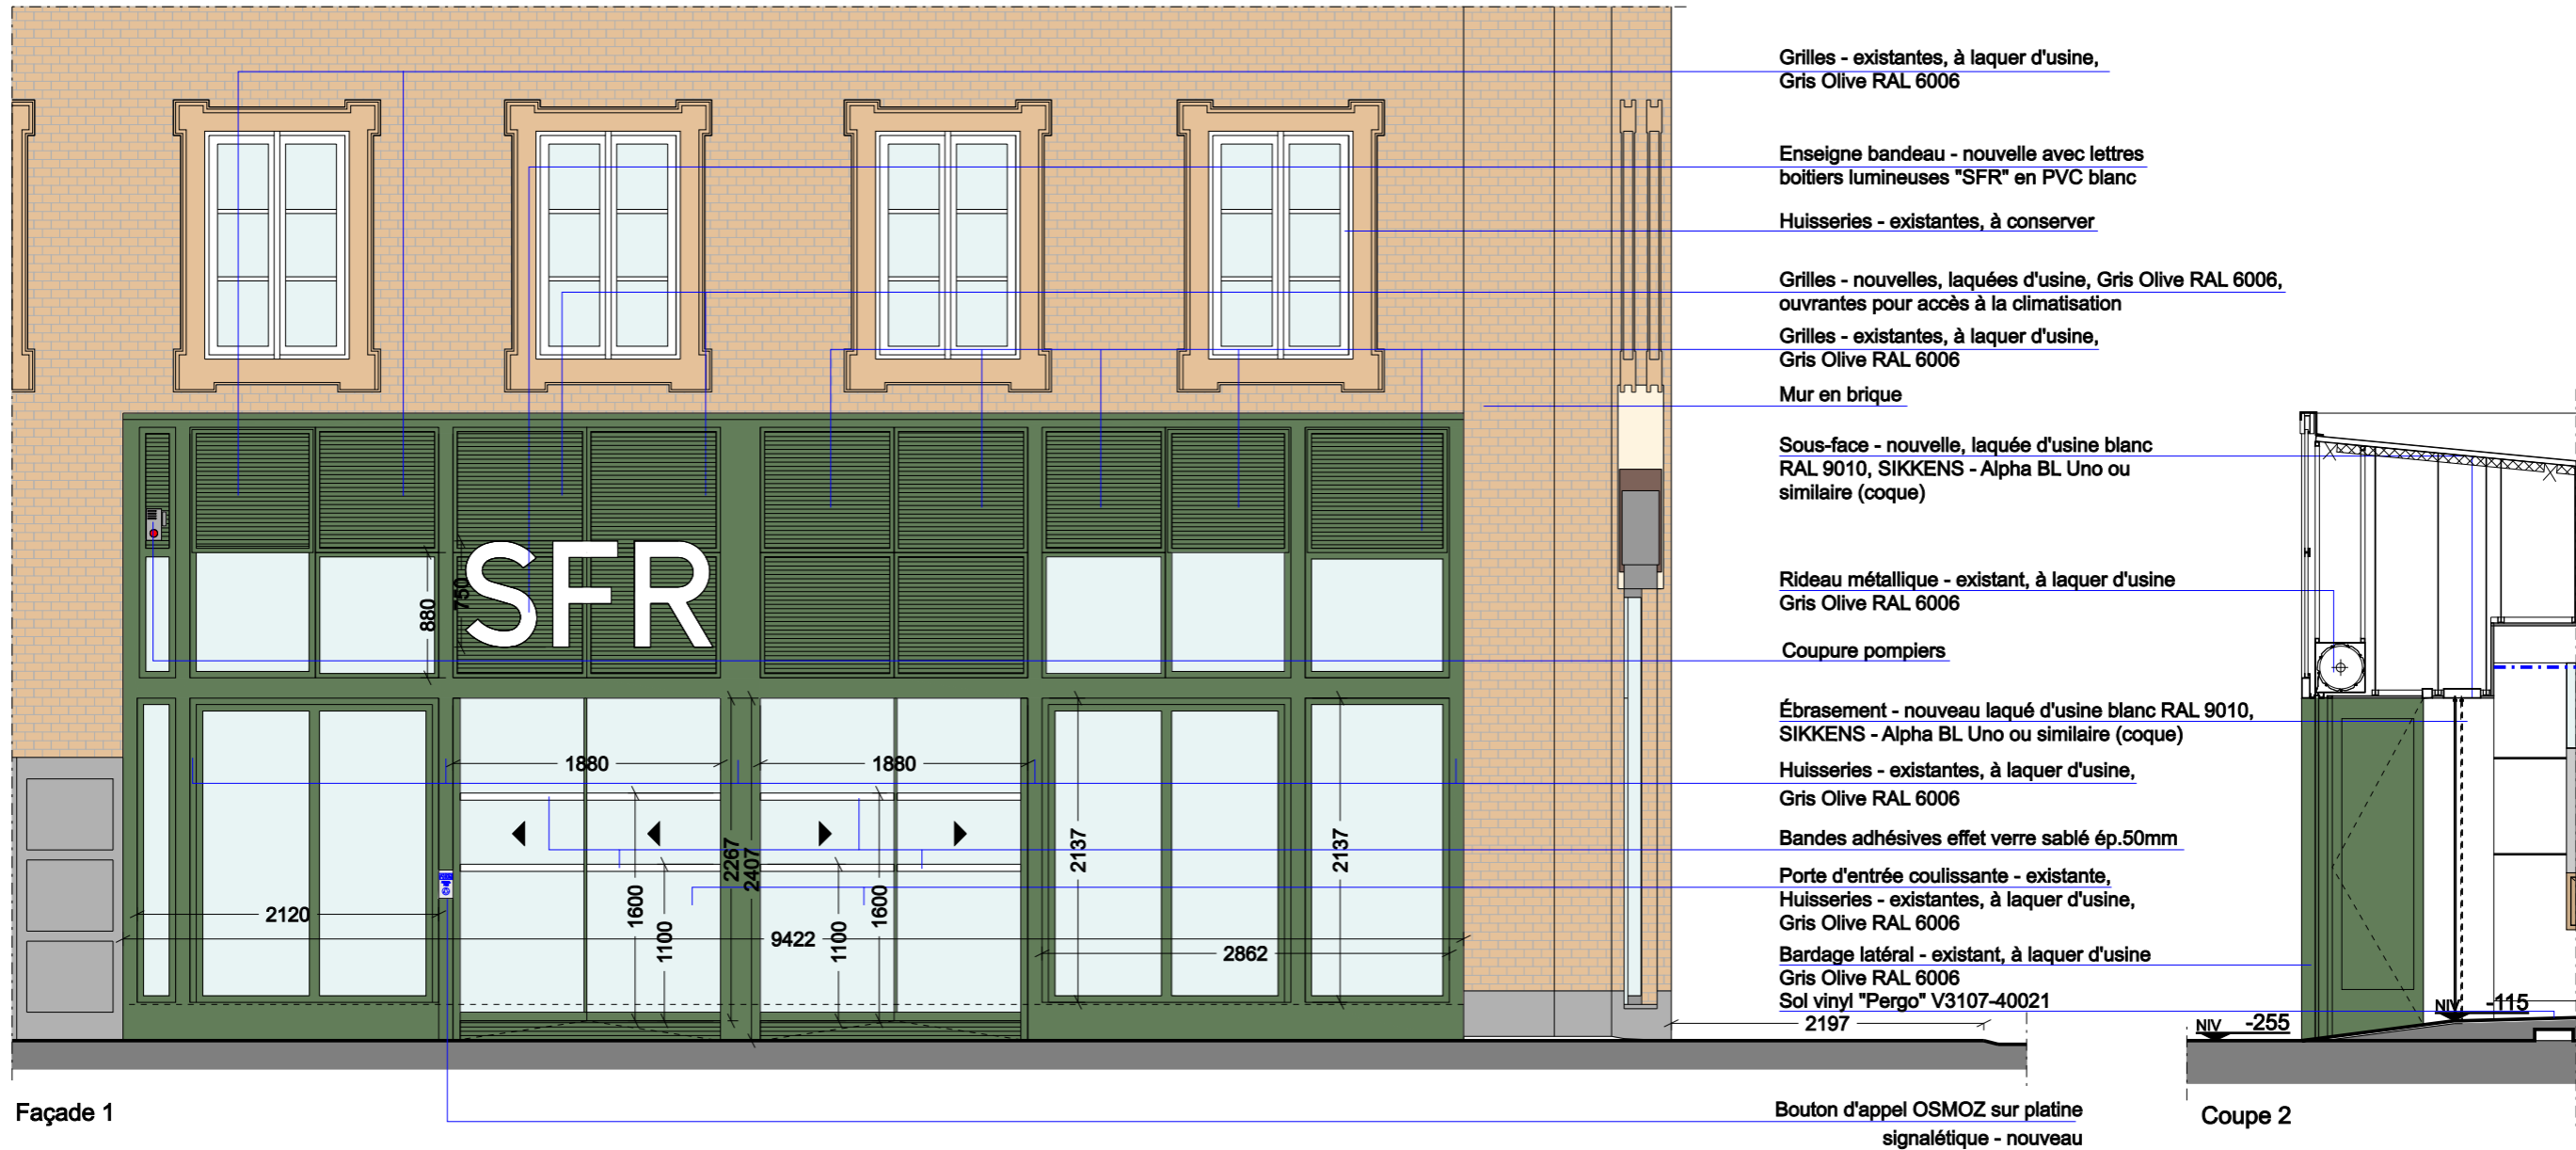 Grilles - existantes, à laquer d'usine,
Gris Olive RAL 6006
Enseigne bandeau - nouvelle avec lettres
boitiers lumineuses "SFR" en PVC blanc
Huisseries - existantes, à conserver
Grilles - nouvelles, laquées d'usine, Gris Olive RAL 6006,
ouvrantes pour accès à la climatisation
Grilles - existantes, à laquer d'usine,
Gris Olive RAL 6006
Mur en brique
Sous-face - nouvelle, laquée d'usine blanc
RAL 9010, SIKKENS - Alpha BL Uno ou
similaire (coque)
Rideau métallique - existant, à laquer d'usine
Gris Olive RAL 6006
Coupure pompiers
Ébrasement - nouveau laqué d'usine blanc RAL 9010,
SIKKENS - Alpha BL Uno ou similaire (coque)
Huisseries - existantes, à laquer d'usine,
Gris Olive RAL 6006
Bandes adhésives effet verre sablé ép.50mm
Porte d'entrée coulissante - existante,
Huisseries - existantes, à laquer d'usine,
Gris Olive RAL 6006
Bardage latéral - existant, à laquer d'usine
Gris Olive RAL 6006
Sol vinyl "Pergo" V3107-40021
SFR
880
750
1880
1880
2267
2407
2137
2137
1600
1100
1600
1100
2120
9422
2862
2197
NIV -255
NIV -115
Façade 1
Bouton d'appel OSMOZ sur platine
signalétique - nouveau
Coupe 2